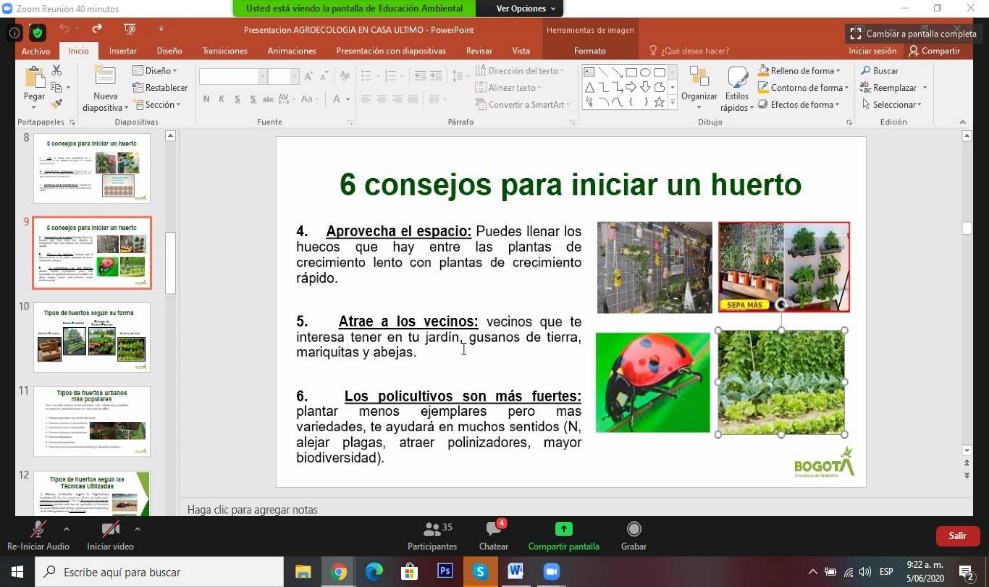 Zoom Reunión 40 minutos
Usted está viendo la pantalla de Educación Ambiental
Ver Opciones
Presentacion AGROECOLOGIA EN CASA ULTIMO - PowerPoint
Herramientas de imagen
Cambiar a pantalla completa
Archivo Inicio Insertar Diseño Transiciones Animaciones Presentación con diapositivas Revisar Vista Formato ¿Qué desea hacer? Iniciar sesión Compartir
Pegar
Nueva diapositiva
Diseño
Restablecer
Sección
N K S S abc AV Aa A
Dirección del texto
Alinear texto
Convertir a SmartArt
Organizar
Estilos rápidos
Relleno de forma
Contorno de forma
Efectos de forma
Buscar
Reemplazar
Seleccionar
Portapapeles Diapositivas Fuente Párrafo Dibujo Edición
8
6 consejos para iniciar un huerto
9
6 consejos para iniciar un huerto
10
Tipos de huertos según su forma
11
Tipos de huertos urbanos
más populares
12
Tipos de huertos según las
Técnicas Utilizadas
6 consejos para iniciar un huerto
4. Aprovecha el espacio: Puedes llenar los
huecos que hay entre las plantas de
crecimiento lento con plantas de crecimiento
rápido.
5. Atrae a los vecinos: vecinos que te
interesa tener en tu jardín, gusanos de tierra,
mariquitas y abejas.
6. Los policultivos son más fuertes:
plantar menos ejemplares pero mas
variedades, te ayudará en muchos sentidos (N,
alejar plagas, atraer polinizadores, mayor
biodiversidad).
SEPA MÁS
BOGOTA
Haga clic para agregar notas
Re-Iniciar Audio
Iniciar video
35
Participantes
4
Chatear
Compartir pantalla
Grabar
Salir
Escribe aquí para buscar
ESP
9:22 a. m.
5/06/2020
2